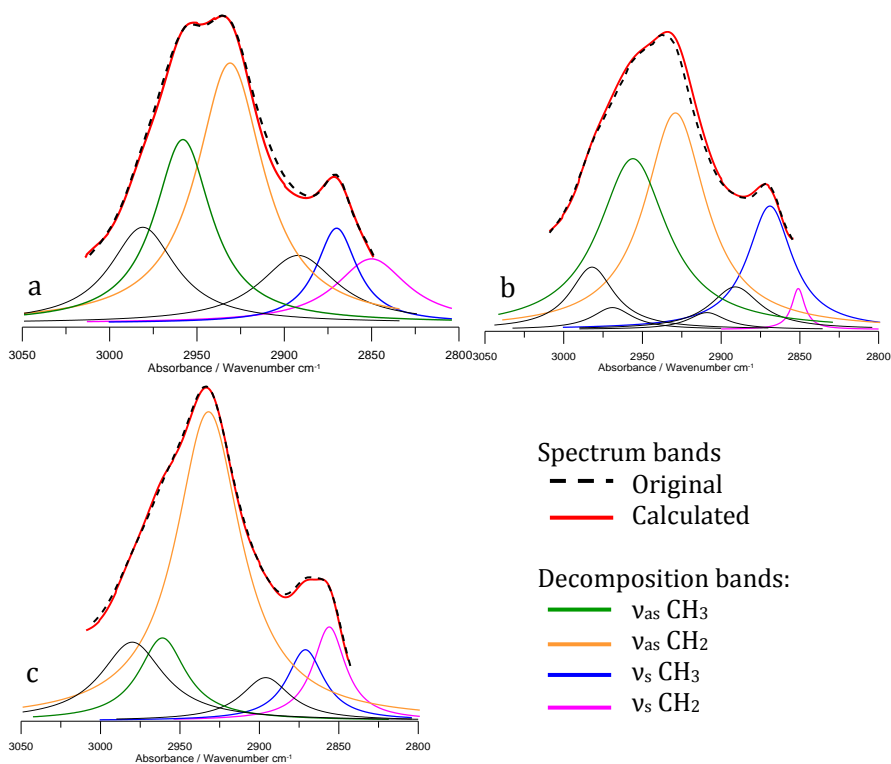 a
3050 3000 2950 2900 2850 2800
Absorbance / Wavenumber cm⁻¹
b
3050 3000 2950 2900 2850 2800
Absorbance / Wavenumber cm⁻¹
c
3050 3000 2950 2900 2850 2800
Absorbance / Wavenumber cm⁻¹
Spectrum bands
Original
Calculated
Decomposition bands:
νas CH₃
νas CH₂
νs CH₃
νs CH₂